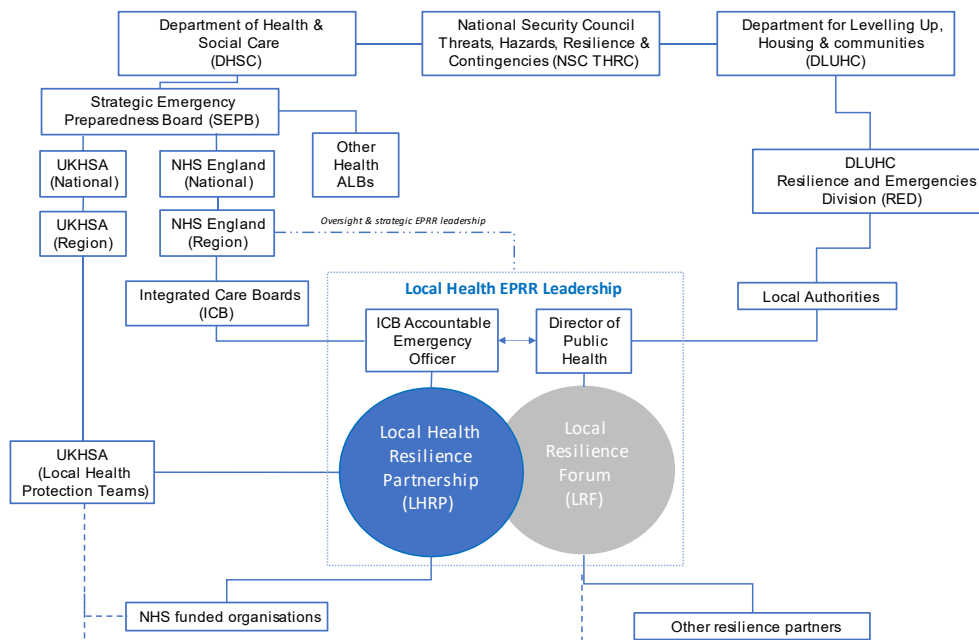 Department of Health &
Social Care
(DHSC)
National Security Council
Threats, Hazards, Resilience &
Contingencies (NSC THRC)
Department for Levelling Up,
Housing & communities
(DLUHC)
Strategic Emergency
Preparedness Board (SEPB)
UKHSA
(National)
NHS England
(National)
Other
Health
ALBs
DLUHC
Resilience and Emergencies
Division (RED)
UKHSA
(Region)
NHS England
(Region)
Oversight & strategic EPRR leadership
Integrated Care Boards
(ICB)
Local Health EPRR Leadership
Local Authorities
ICB Accountable
Emergency
Officer
Director of
Public
Health
Local Health
Resilience
Partnership
(LHRP)
Local
Resilience
Forum
(LRF)
UKHSA
(Local Health
Protection Teams)
NHS funded organisations
Other resilience partners